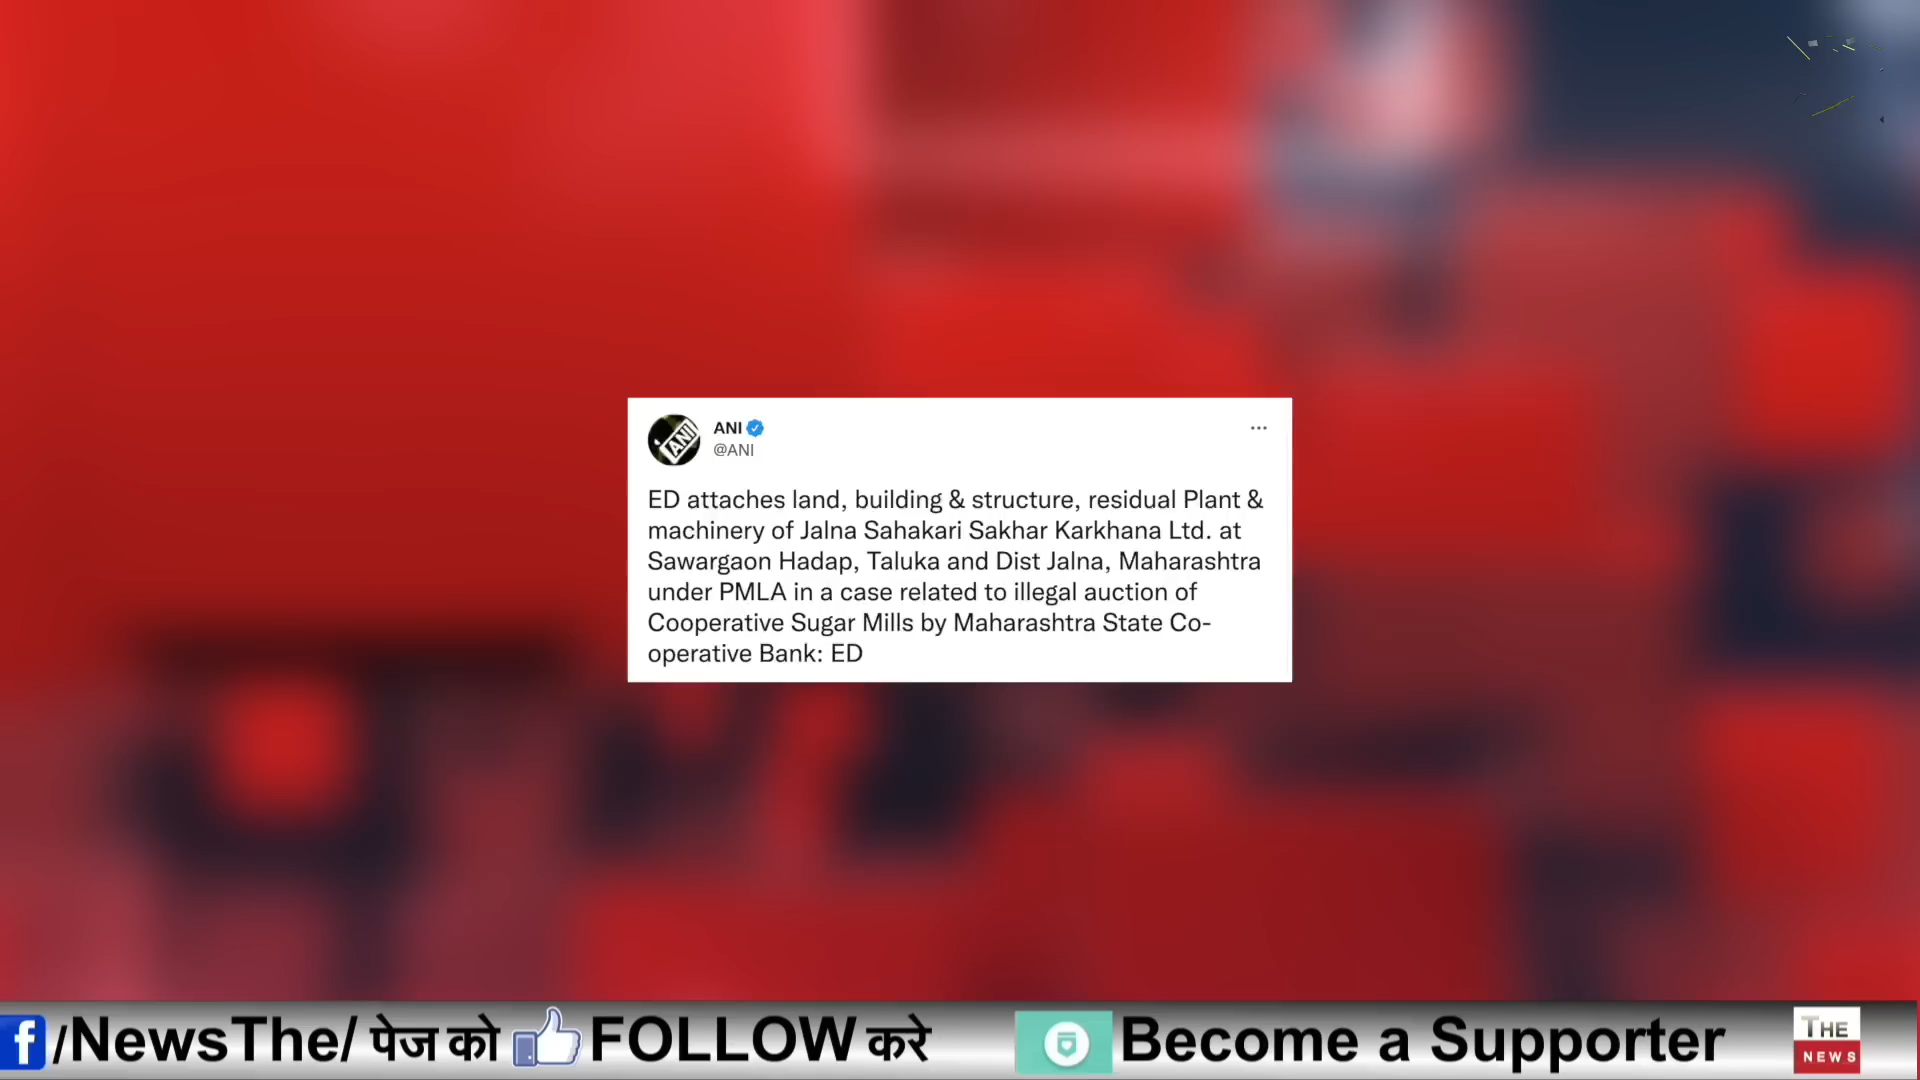 ANI
@ANI
ED attaches land, building & structure, residual Plant &
machinery of Jalna Sahakari Sakhar Karkhana Ltd. at
Sawargaon Hadap, Taluka and Dist Jalna, Maharashtra
under PMLA in a case related to illegal auction of
Cooperative Sugar Mills by Maharashtra State Co-
operative Bank: ED
/NewsThe/ पेज को FOLLOW करे Become a Supporter
THE
NEWS